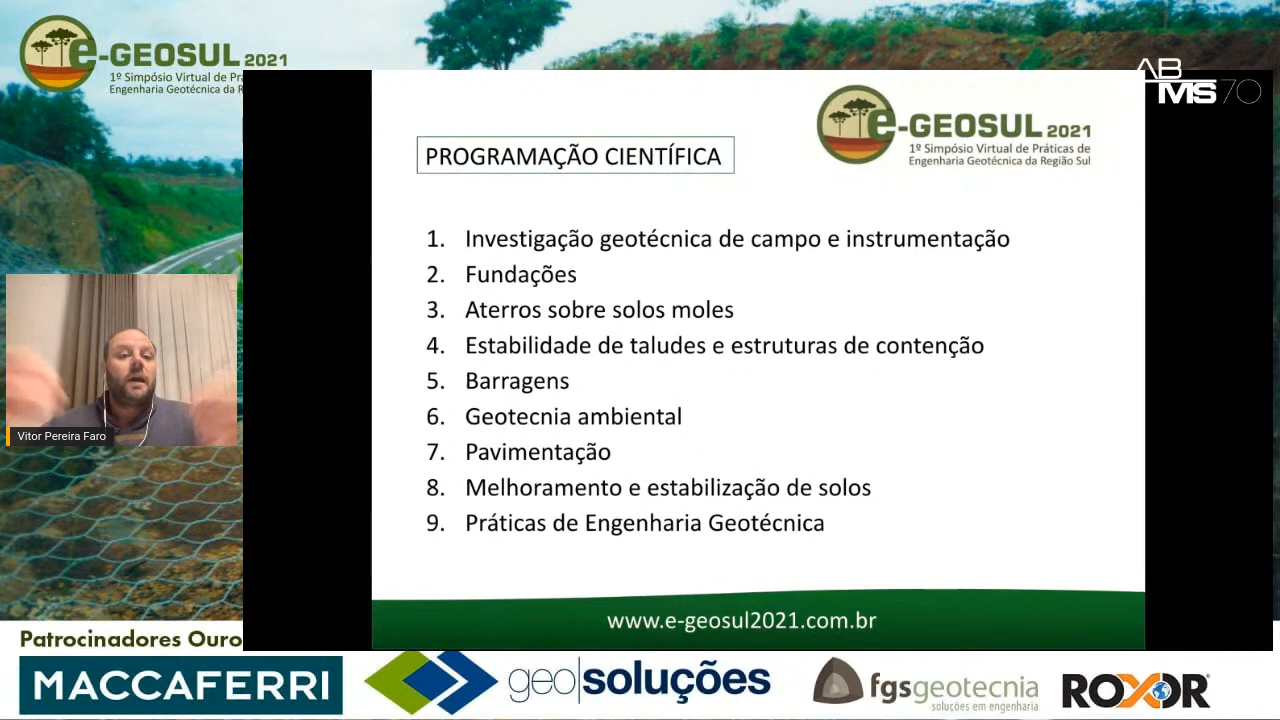 e-GEOSUL 2021
1º Simpósio Virtual de Pr
Engenharia Geotécnica da R
ABMS70
e-GEOSUL 2021
1º Simpósio Virtual de Práticas de
Engenharia Geotécnica da Região Sul
PROGRAMAÇÃO CIENTÍFICA
1. Investigação geotécnica de campo e instrumentação
2. Fundações
3. Aterros sobre solos moles
4. Estabilidade de taludes e estruturas de contenção
5. Barragens
6. Geotecnia ambiental
7. Pavimentação
8. Melhoramento e estabilização de solos
9. Práticas de Engenharia Geotécnica
Vitor Pereira Faro
www.e-geosul2021.com.br
Patrocinadores Ouro
MACCAFERRI
geo|soluções
fgsgeotecnia
soluções em engenharia
ROXOR